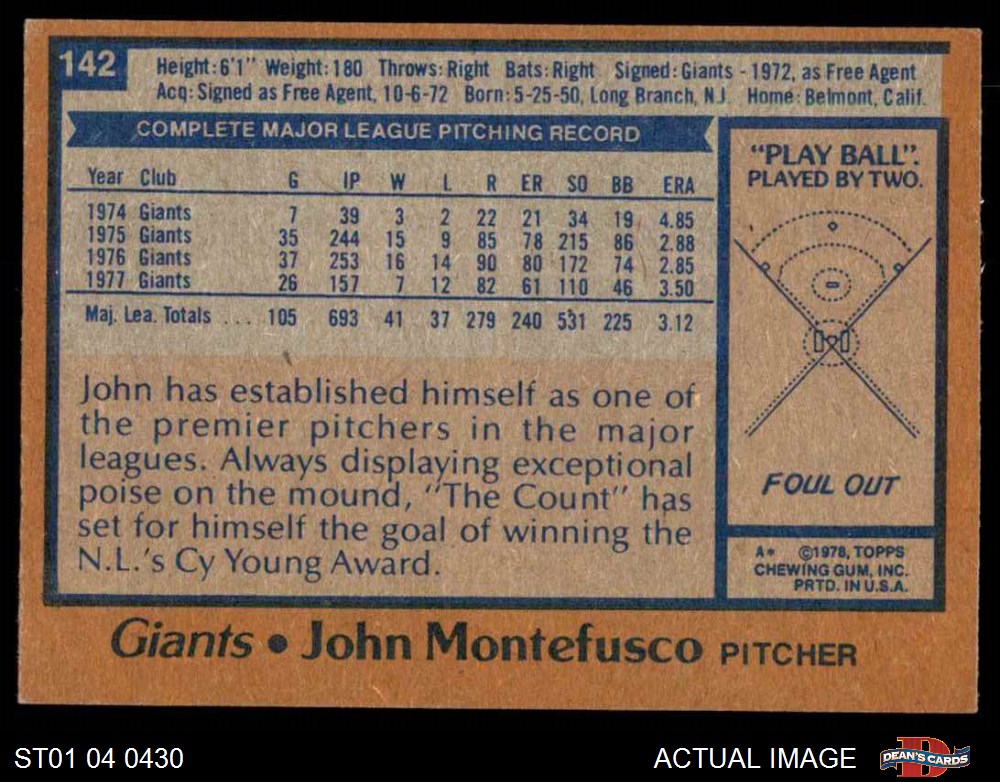 142
Height: 6'1" Weight: 180 Throws: Right Bats: Right Signed: Giants - 1972, as Free Agent
Acq: Signed as Free Agent, 10-6-72 Born: 5-25-50, Long Branch, N.J. Home: Belmont, Calif.
COMPLETE MAJOR LEAGUE PITCHING RECORD
Year Club G IP W L R ER SO BB ERA
1974 Giants 7 39 3 2 22 21 34 19 4.85
1975 Giants 35 244 15 9 85 78 215 86 2.88
1976 Giants 37 253 16 14 90 80 172 74 2.85
1977 Giants 26 157 7 12 82 61 110 46 3.50
Maj. Lea. Totals ... 105 693 41 37 279 240 531 225 3.12
John has established himself as one of
the premier pitchers in the major
leagues. Always displaying exceptional
poise on the mound, "The Count" has
set for himself the goal of winning the
N.L.'s Cy Young Award.
"PLAY BALL".
PLAYED BY TWO.
FOUL OUT
A* ©1978, TOPPS
CHEWING GUM, INC.
PRTD. IN U.S.A.
Giants • John Montefusco PITCHER
ST01 04 0430
ACTUAL IMAGE
D
DEAN'S CARDS